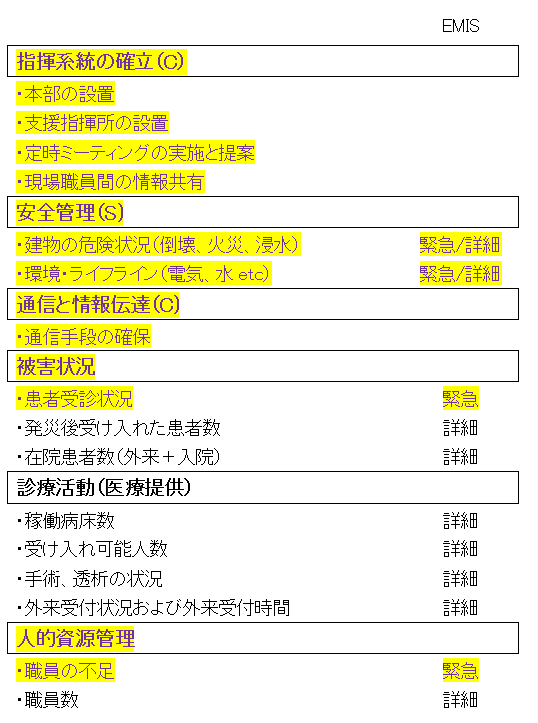 EMIS
指揮系統の確立(C)
・本部の設置
・支援指揮所の設置
・定時ミーティングの実施と提案
・現場職員間の情報共有
安全管理(S)
・建物の危険状況(倒壊、火災、浸水) 緊急/詳細
・環境・ライフライン(電気、水 etc) 緊急/詳細
通信と情報伝達(C)
・通信手段の確保
被害状況
・患者受診状況 緊急
・発災後受け入れた患者数 詳細
・在院患者数(外来＋入院) 詳細
診療活動(医療提供)
・稼働病床数 詳細
・受け入れ可能人数 詳細
・手術、透析の状況 詳細
・外来受付状況および外来受付時間 詳細
人的資源管理
・職員の不足 緊急
・職員数 詳細